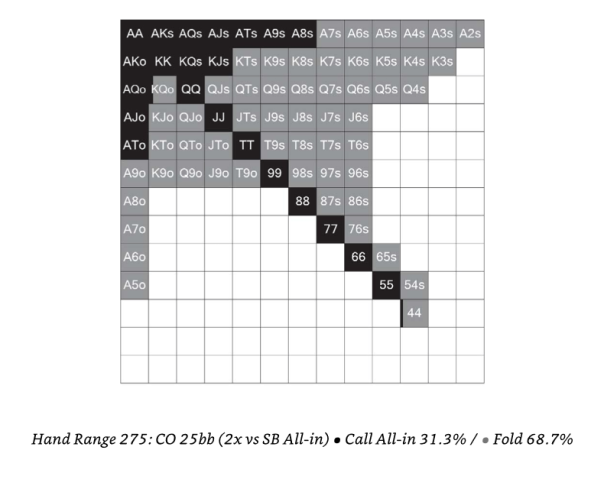 AA AKs AQs AJs ATs A9s A8s A7s A6s A5s A4s A3s A2s
AKo KK KQs KJs KTs K9s K8s K7s K6s K5s K4s K3s
AQo KQo QQ QJs QTs Q9s Q8s Q7s Q6s Q5s Q4s
AJo KJo QJo JJ JTs J9s J8s J7s J6s
ATo KTo QTo JTo TT T9s T8s T7s T6s
A9o K9o Q9o J9o T9o 99 98s 97s 96s
A8o 88 87s 86s
A7o 77 76s
A6o 66 65s
A5o 55 54s
44
Hand Range 275: CO 25bb (2x vs SB All-in) • Call All-in 31.3% / • Fold 68.7%